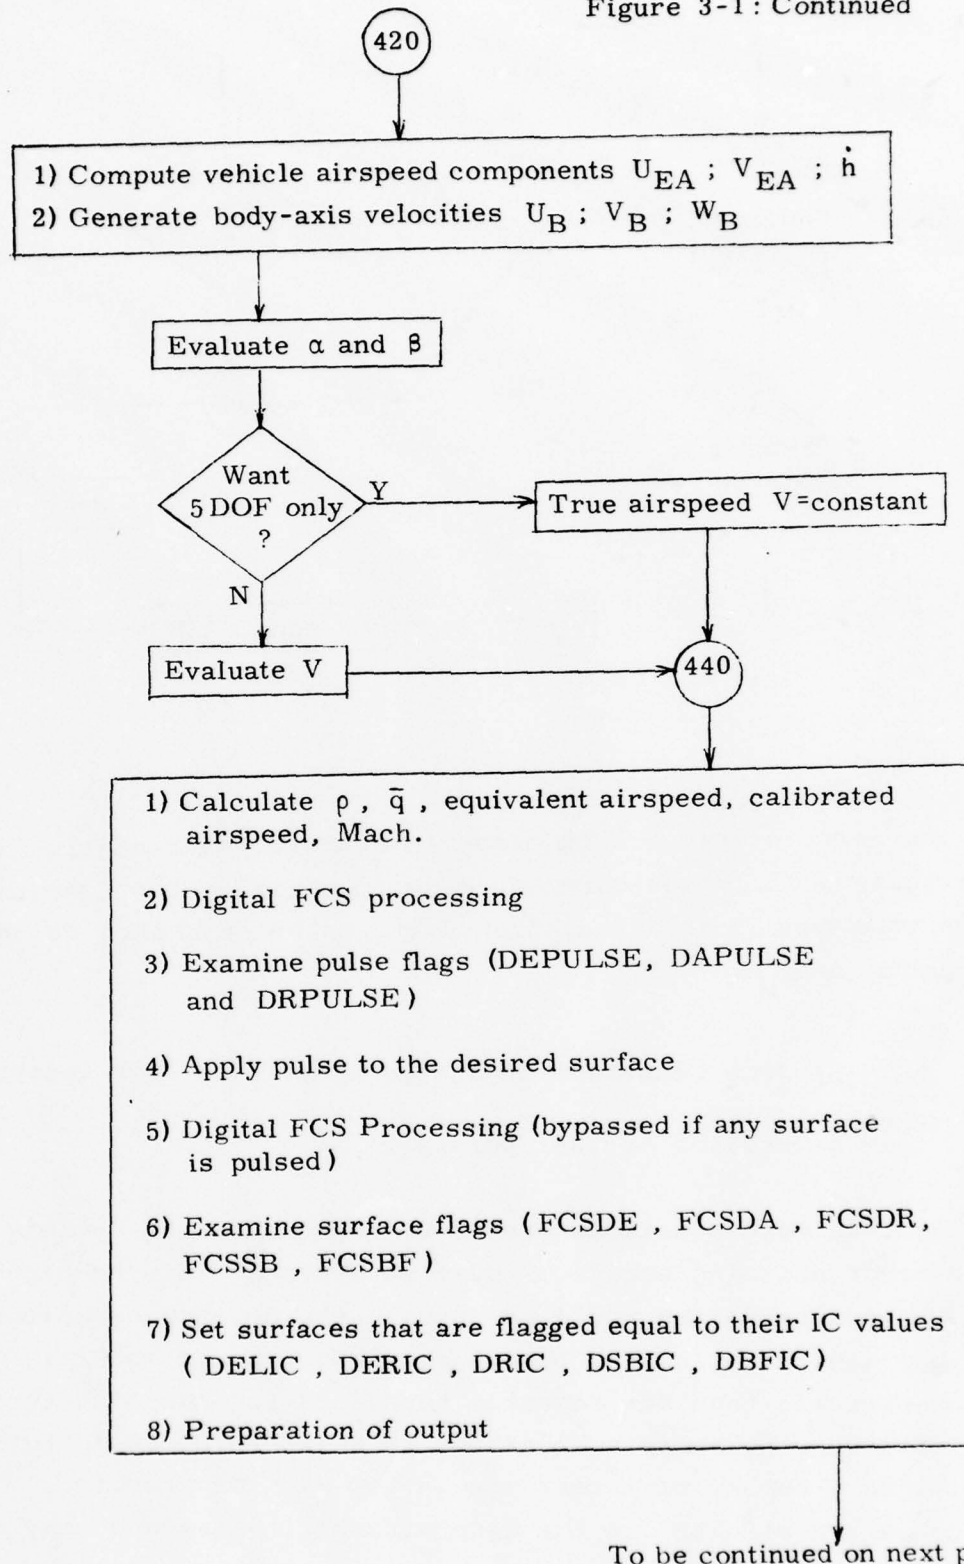 Figure 3-1: Continued
420
1) Compute vehicle airspeed components U_EA ; V_EA ; ḣ
2) Generate body-axis velocities U_B ; V_B ; W_B
Evaluate α and β
Want
5 DOF only
?
Y
True airspeed V=constant
N
Evaluate V
440
1) Calculate ρ , q̄ , equivalent airspeed, calibrated
airspeed, Mach.
2) Digital FCS processing
3) Examine pulse flags (DEPULSE, DAPULSE
and DRPULSE)
4) Apply pulse to the desired surface
5) Digital FCS Processing (bypassed if any surface
is pulsed)
6) Examine surface flags (FCSDE , FCSDA , FCSDR,
FCSSB , FCSBF)
7) Set surfaces that are flagged equal to their IC values
( DELIC , DERIC , DRIC , DSBIC , DBFIC)
8) Preparation of output
To be continued on next